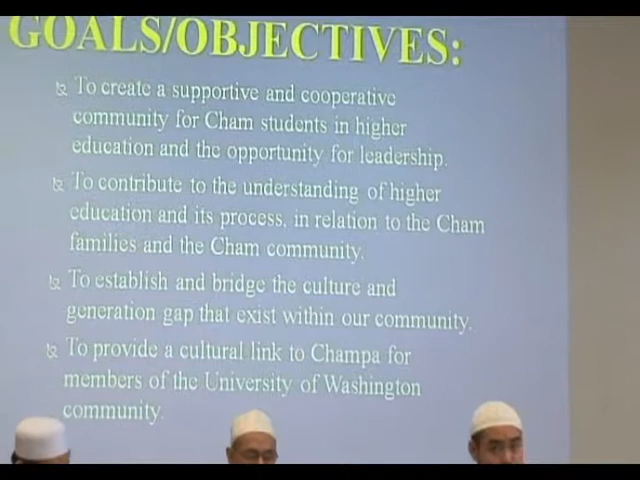 GOALS/OBJECTIVES:
To create a supportive and cooperative
community for Cham students in higher
education and the opportunity for leadership.
To contribute to the understanding of higher
education and its process, in relation to the Cham
families and the Cham community.
To establish and bridge the culture and
generation gap that exist within our community.
To provide a cultural link to Champa for
members of the University of Washington
community.